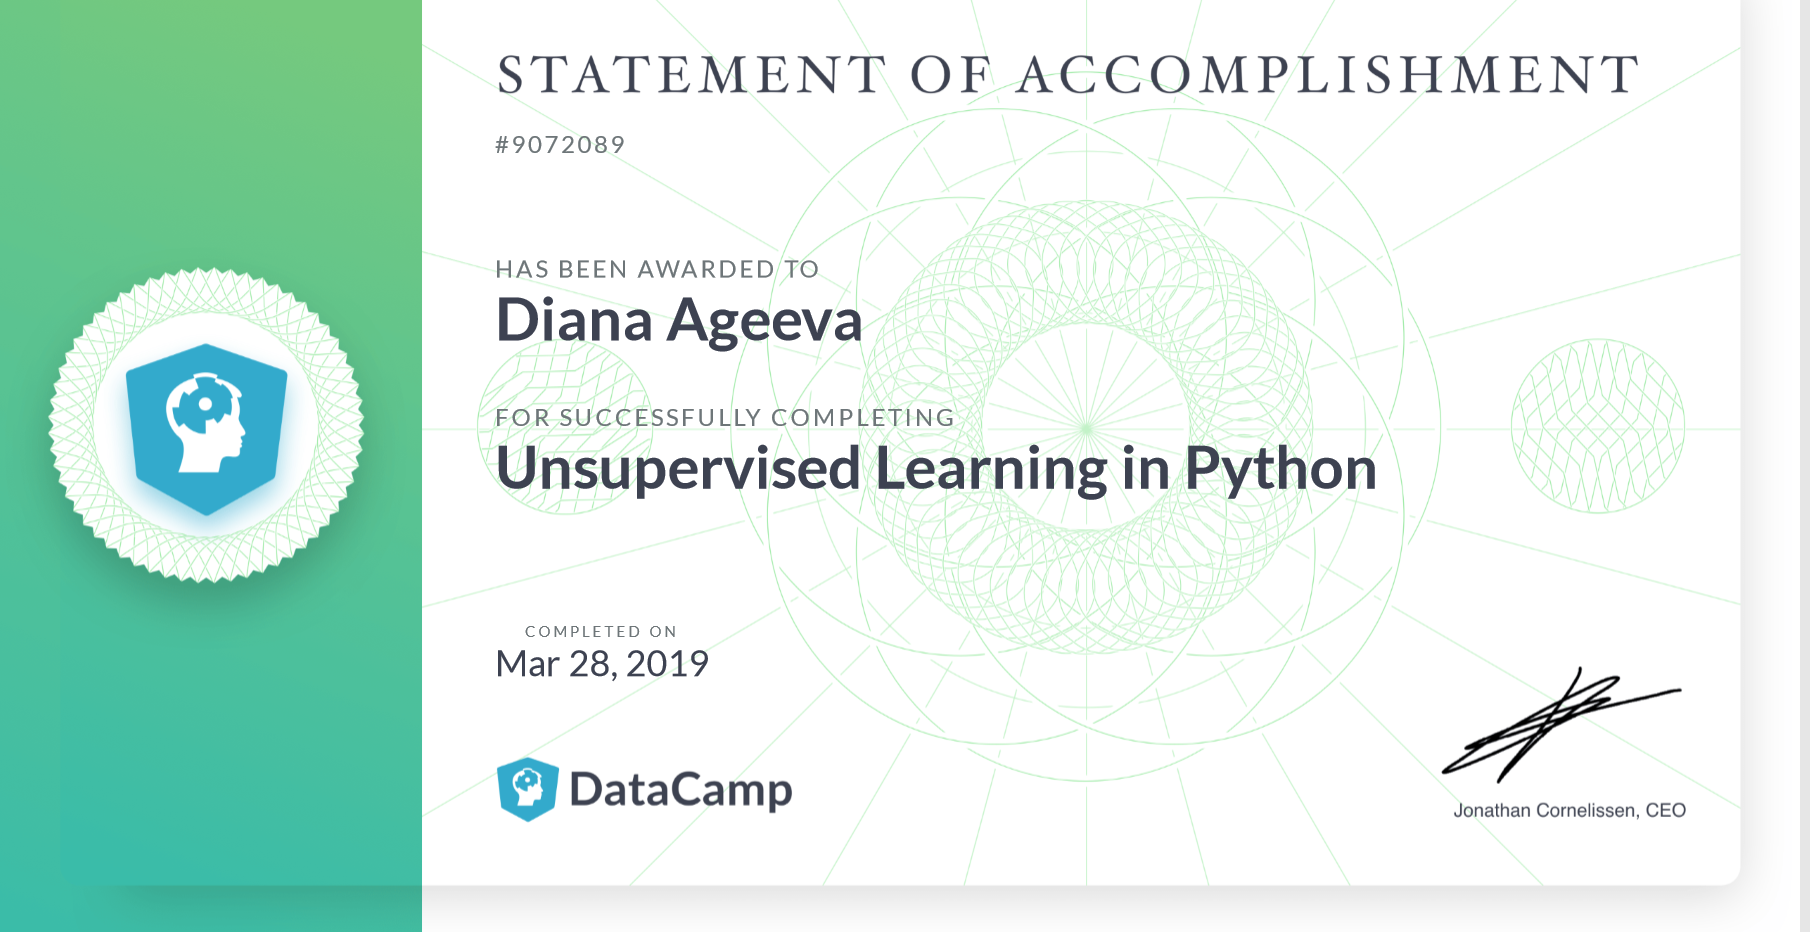 STATEMENT OF ACCOMPLISHMENT
#9072089
HAS BEEN AWARDED TO
Diana Ageeva
FOR SUCCESSFULLY COMPLETING
Unsupervised Learning in Python
COMPLETED ON
Mar 28, 2019
DataCamp
Jonathan Cornelissen, CEO